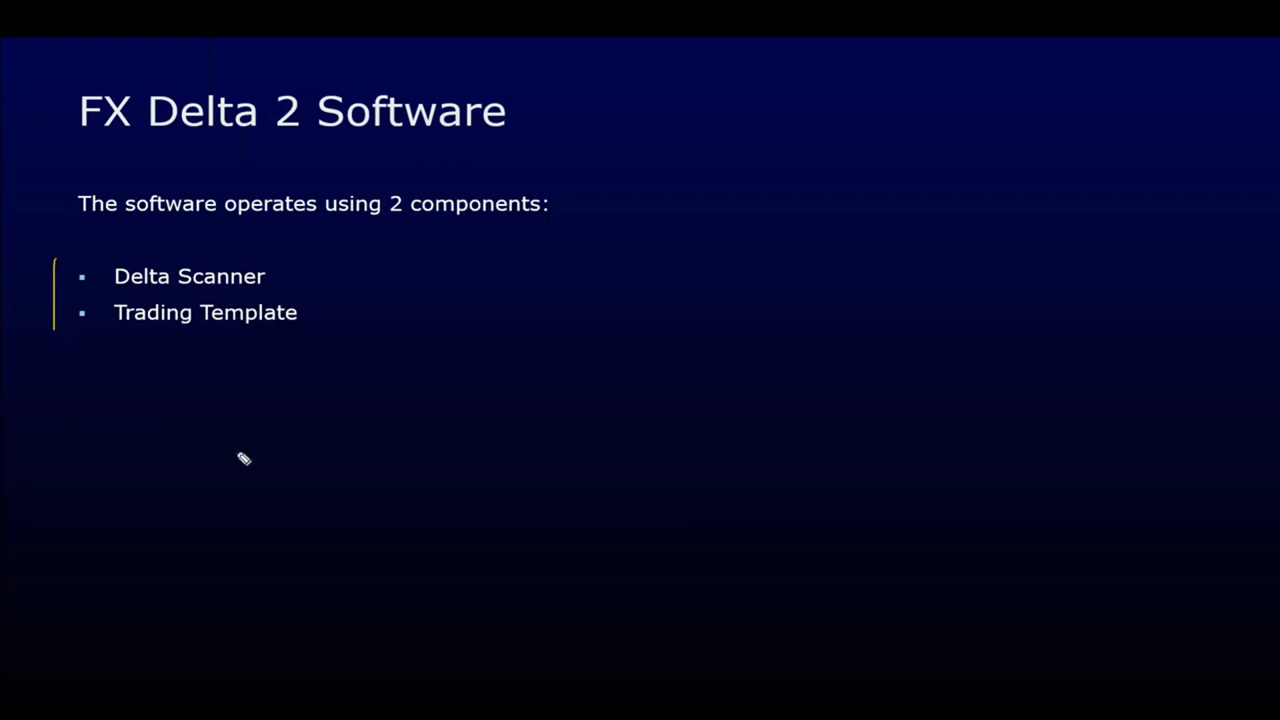 FX Delta 2 Software
The software operates using 2 components:
▪ Delta Scanner
▪ Trading Template